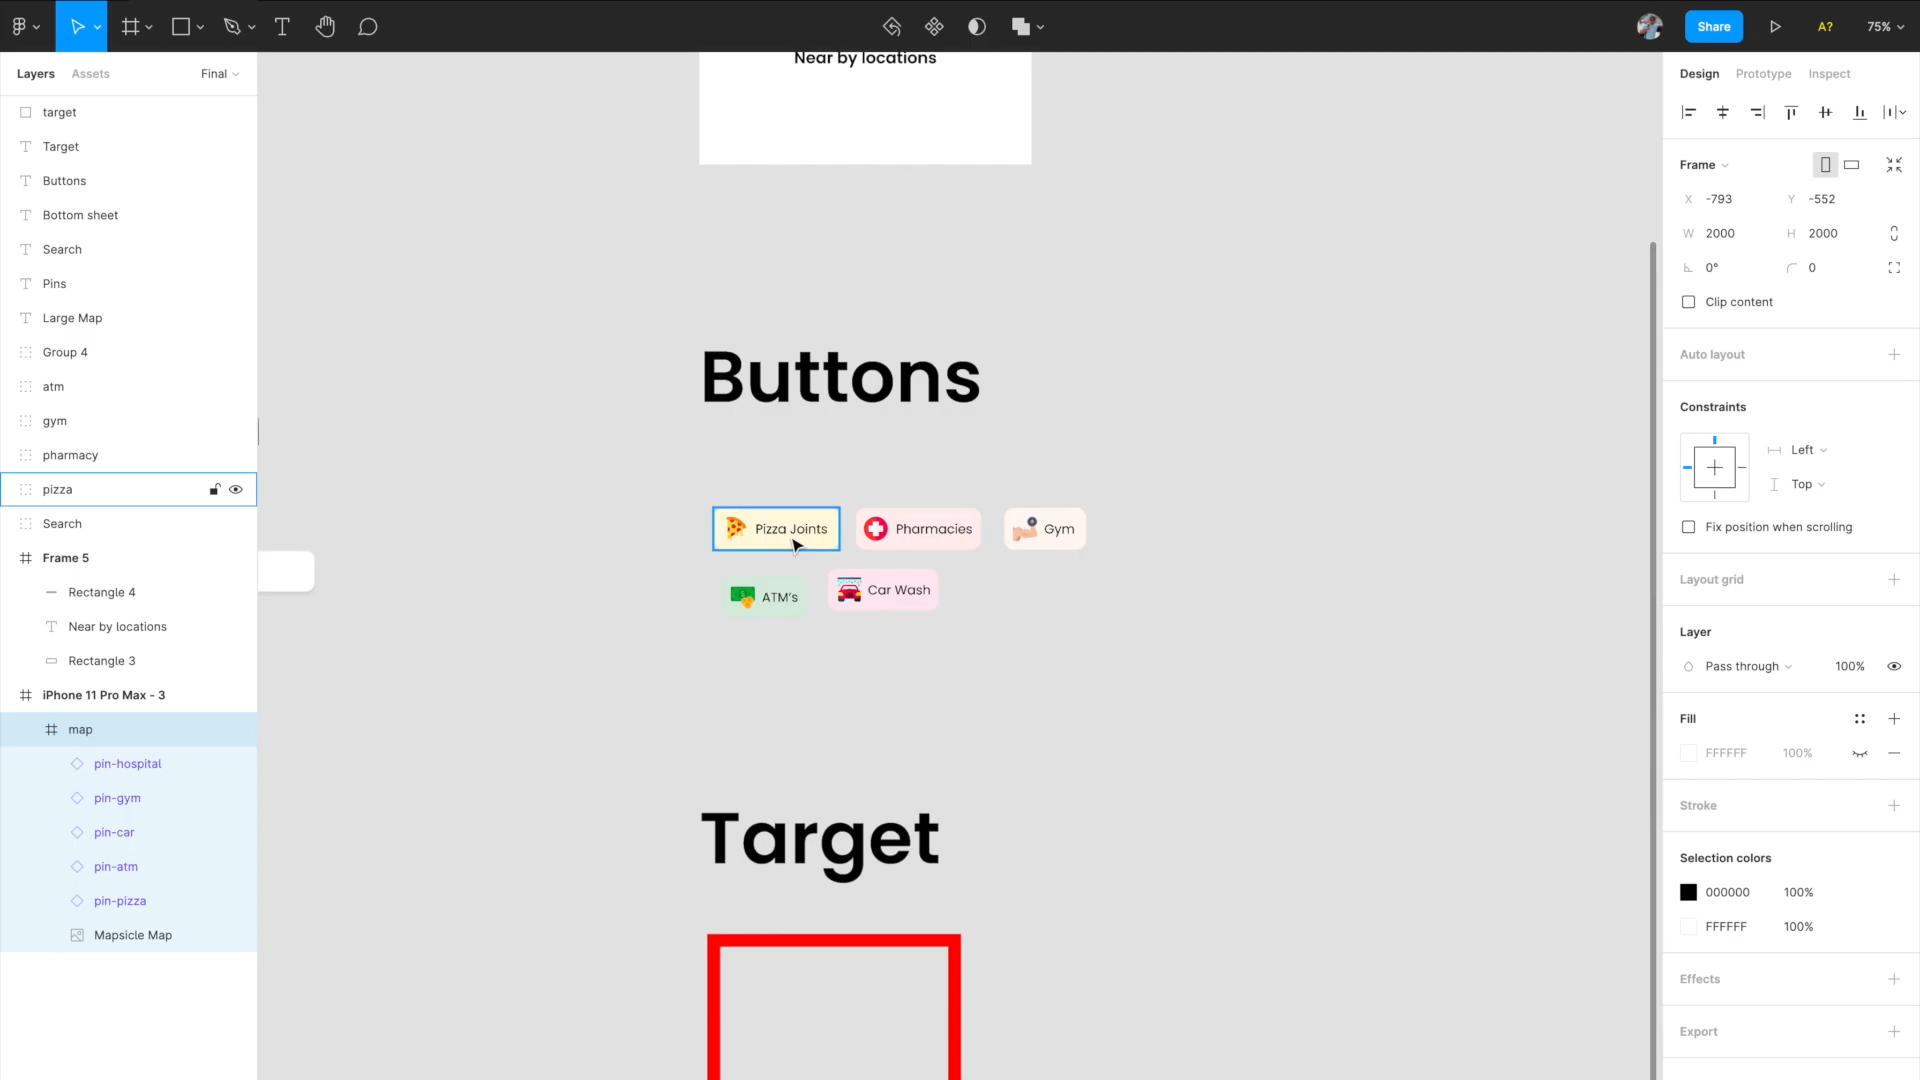 Share
A?
75%
Layers
Assets
Final
target
Target
Buttons
Bottom sheet
Search
Pins
Large Map
Group 4
atm
gym
pharmacy
pizza
Search
Frame 5
Rectangle 4
Near by locations
Rectangle 3
iPhone 11 Pro Max - 3
map
pin-hospital
pin-gym
pin-car
pin-atm
pin-pizza
Mapsicle Map
Near by locations
Buttons
Pizza Joints
Pharmacies
Gym
ATM's
Car Wash
Target
Design
Prototype
Inspect
Frame
X -793
Y -552
W 2000
H 2000
0°
0
Clip content
Auto layout
Constraints
Left
Top
Fix position when scrolling
Layout grid
Layer
Pass through
100%
Fill
FFFFFF
100%
Stroke
Selection colors
000000
100%
FFFFFF
100%
Effects
Export